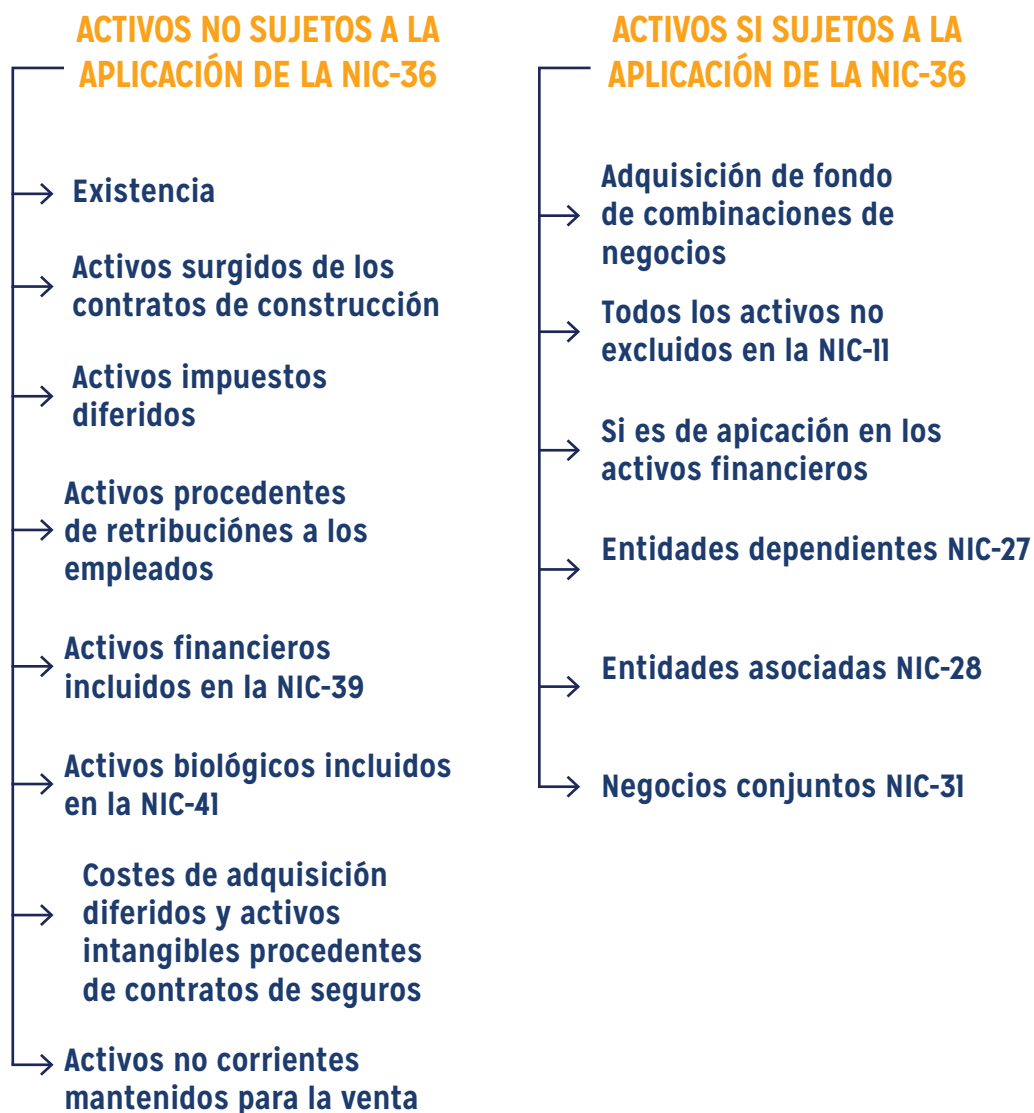 ACTIVOS NO SUJETOS A LA
APLICACIÓN DE LA NIC-36
Existencia
Activos surgidos de los
contratos de construcción
Activos impuestos
diferidos
Activos procedentes
de retribuciónes a los
empleados
Activos financieros
incluidos en la NIC-39
Activos biológicos incluidos
en la NIC-41
Costes de adquisición
diferidos y activos
intangibles procedentes
de contratos de seguros
Activos no corrientes
mantenidos para la venta
ACTIVOS SI SUJETOS A LA
APLICACIÓN DE LA NIC-36
Adquisición de fondo
de combinaciones de
negocios
Todos los activos no
excluidos en la NIC-11
Si es de apicación en los
activos financieros
Entidades dependientes NIC-27
Entidades asociadas NIC-28
Negocios conjuntos NIC-31